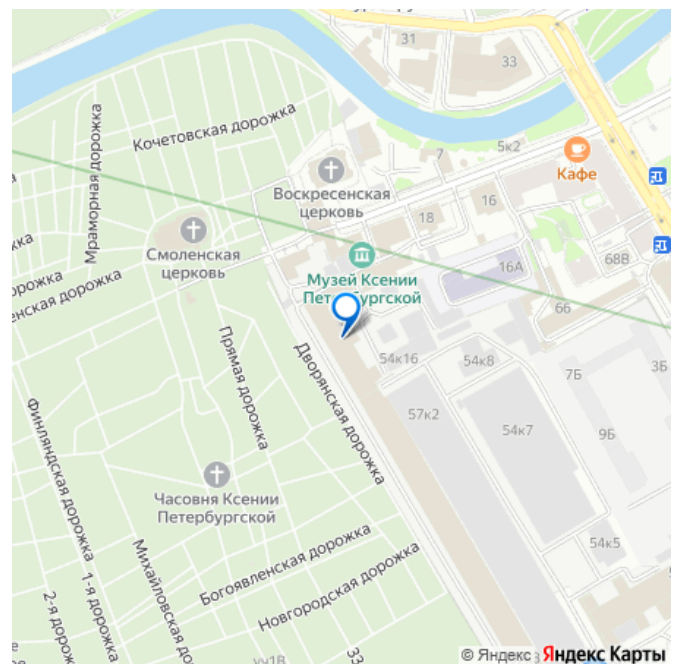 31
33
Кочетовская дорожка
Мраморная дорожка
7
5к2
Кафе
Воскресенская
церковь
18
16
Смоленская
церковь
Музей Ксении
Петербургской
16А
68В
66
дорожка
Прямая дорожка
Дворянская дорожка
54к16
54к8
7Б
3Б
57к2
54к7
9Б
Финляндская дорожка
Часовня Ксении
Петербургской
54к5
Богоявленская дорожка
Михайловская
Новгородская дорожка
1-я дорожка
2-я
уч1В
33
© Яндекс
Яндекс Карты